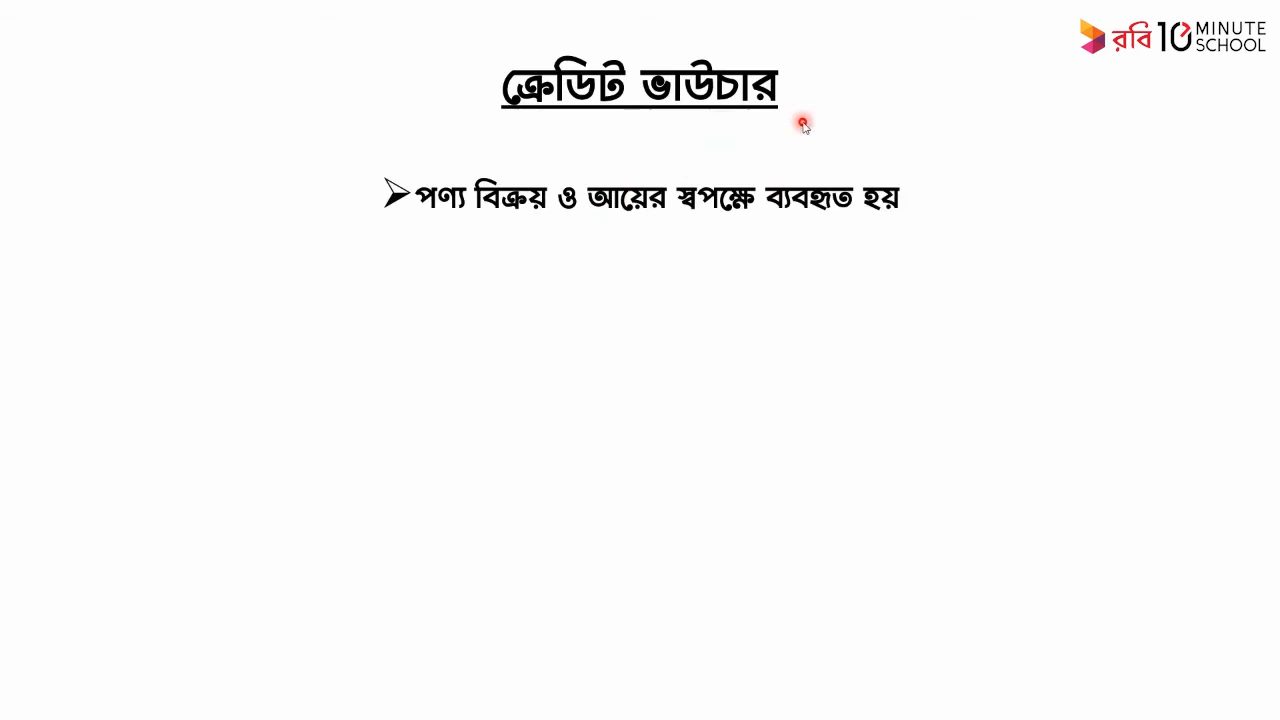 রবি 10 MINUTE SCHOOL
ক্রেডিট ভাউচার
পণ্য বিক্রয় ও আয়ের স্বপক্ষে ব্যবহৃত হয়